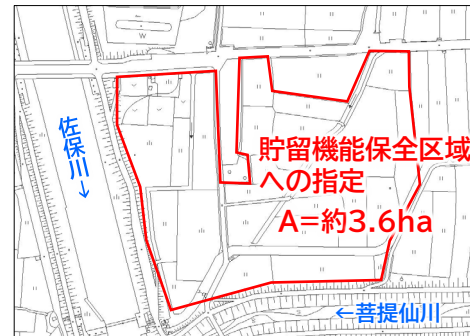 W
佐保川→
貯留機能保全区域
への指定
A=約3.6ha
←菩提仙川